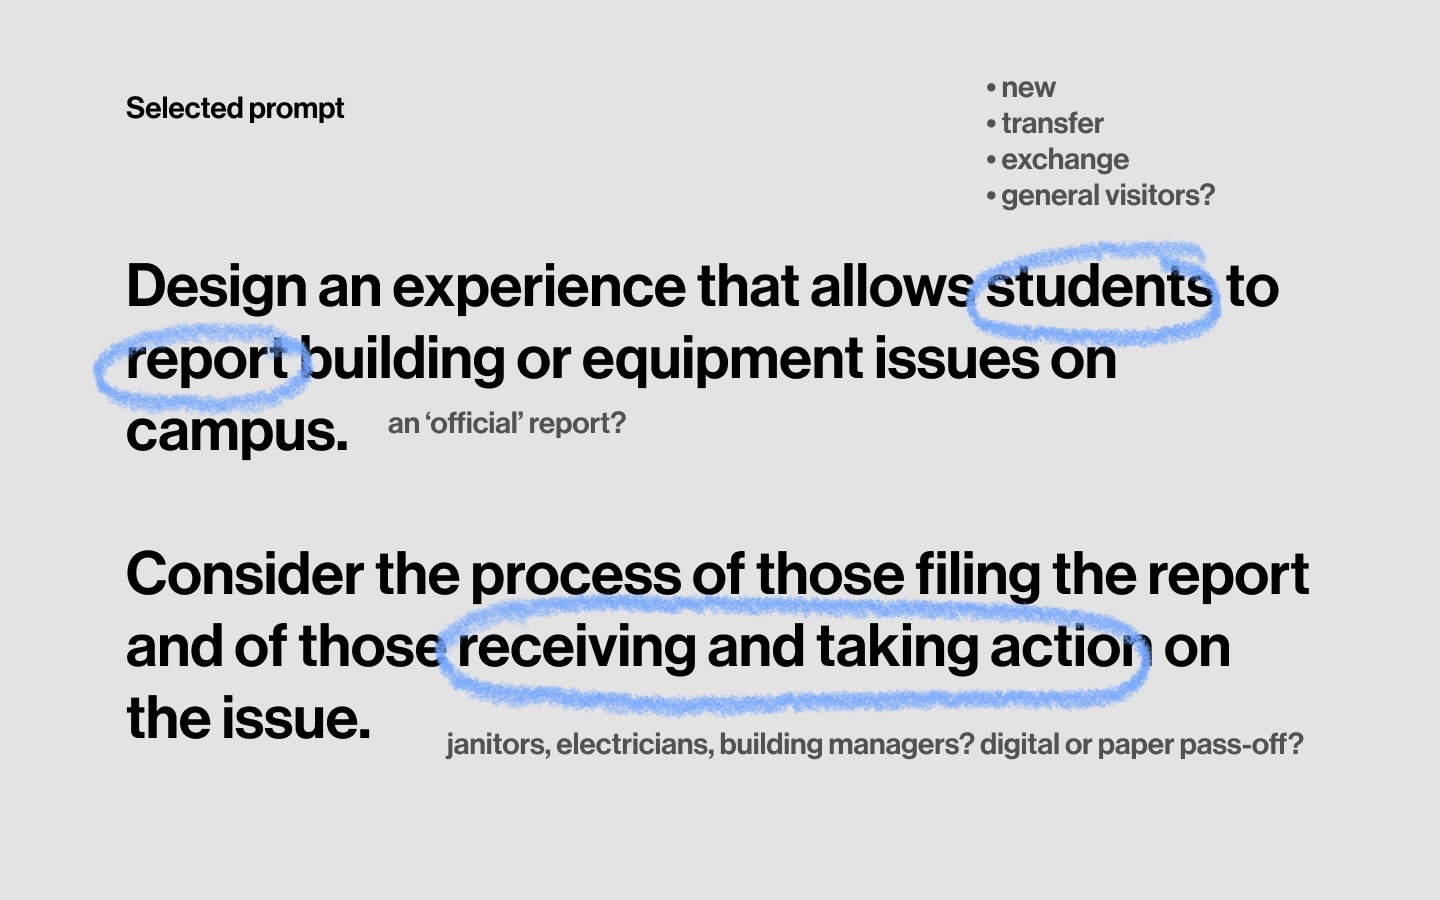 Selected prompt
• new
• transfer
• exchange
• general visitors?
Design an experience that allows students to
report building or equipment issues on
campus.
an ‘official’ report?
Consider the process of those filing the report
and of those receiving and taking action on
the issue.
janitors, electricians, building managers? digital or paper pass-off?